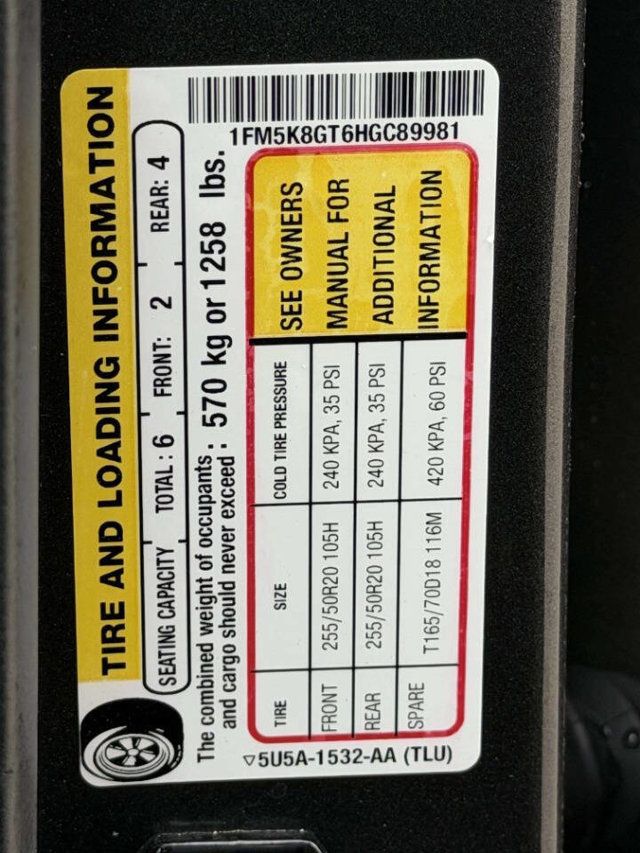 1FM5K8GT6HGC89981
TIRE AND LOADING INFORMATION
SEATING CAPACITY TOTAL: 6 FRONT: 2 REAR: 4
The combined weight of occupants and cargo should never exceed : 570 kg or 1258 lbs.
TIRE SIZE COLD TIRE PRESSURE
FRONT 255/50R20 105H 240 KPA, 35 PSI
REAR 255/50R20 105H 240 KPA, 35 PSI
SPARE T165/70D18 116M 420 KPA, 60 PSI
SEE OWNERS
MANUAL FOR
ADDITIONAL
INFORMATION
▽5U5A-1532-AA (TLU)